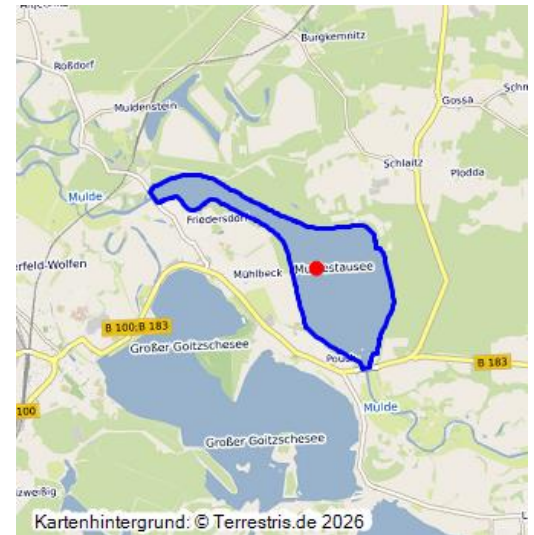 Burgkemnitz
Roßdorf
Gossa
Muldenstein
Schlaitz
Plodda
Mulde
Friedersdorf
Mühlbeck
Muldestausee
erfeld-Wolfen
B 100;B 183
Großer Goitzschesee
Pouch
B 183
100
Mulde
Großer Goitzschesee
Kartenhintergrund: © Terrestris.de 2026